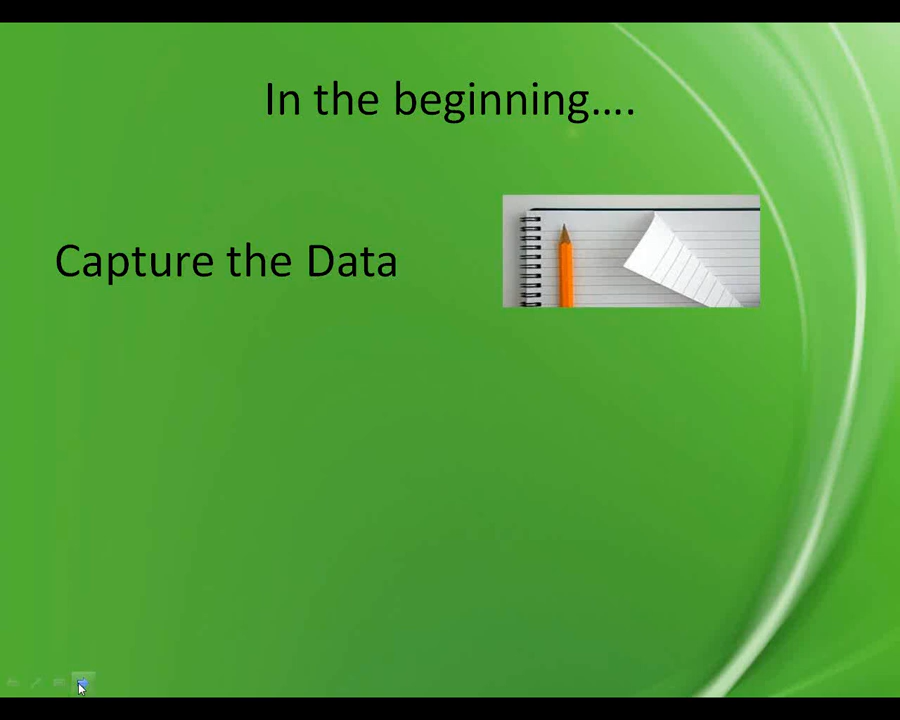 In the beginning….
Capture the Data